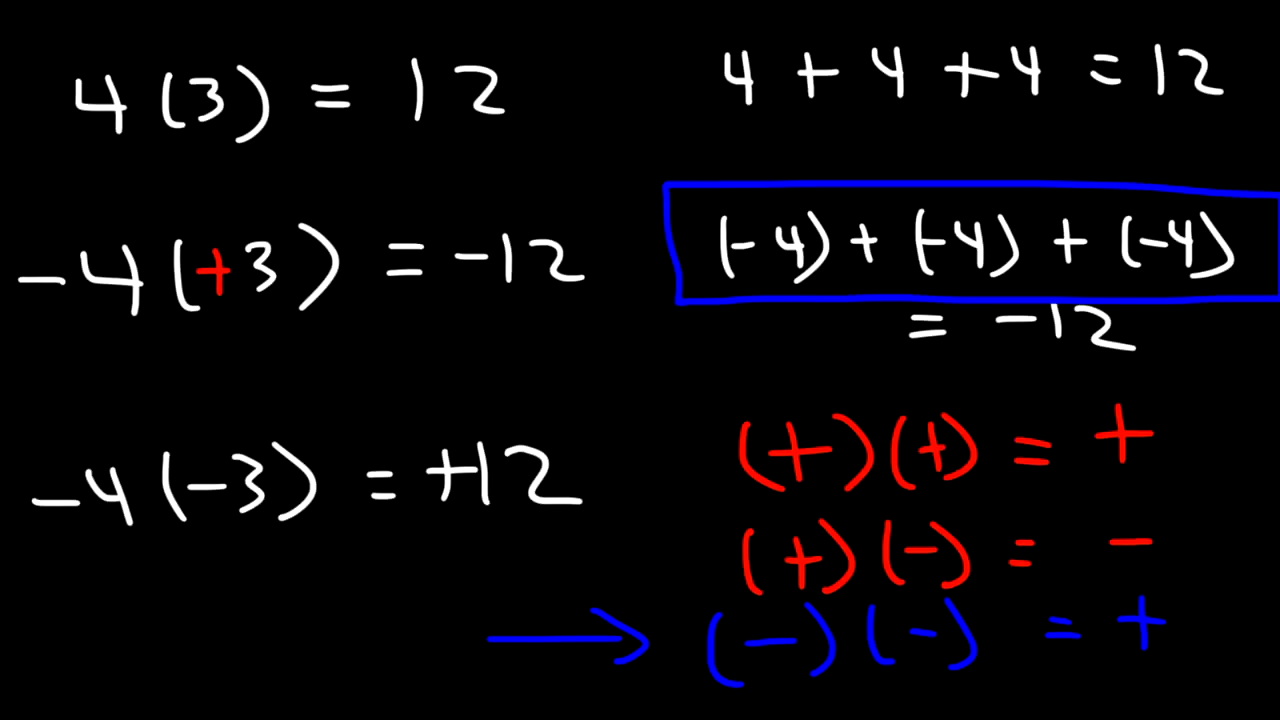 4(3) = 12
4 + 4 + 4 = 12
-4(+3) = -12
(-4) + (-4) + (-4)
= -12
-4(-3) = +12
(+)(+) = +
(+)(-) = -
→ (-)(-) = +